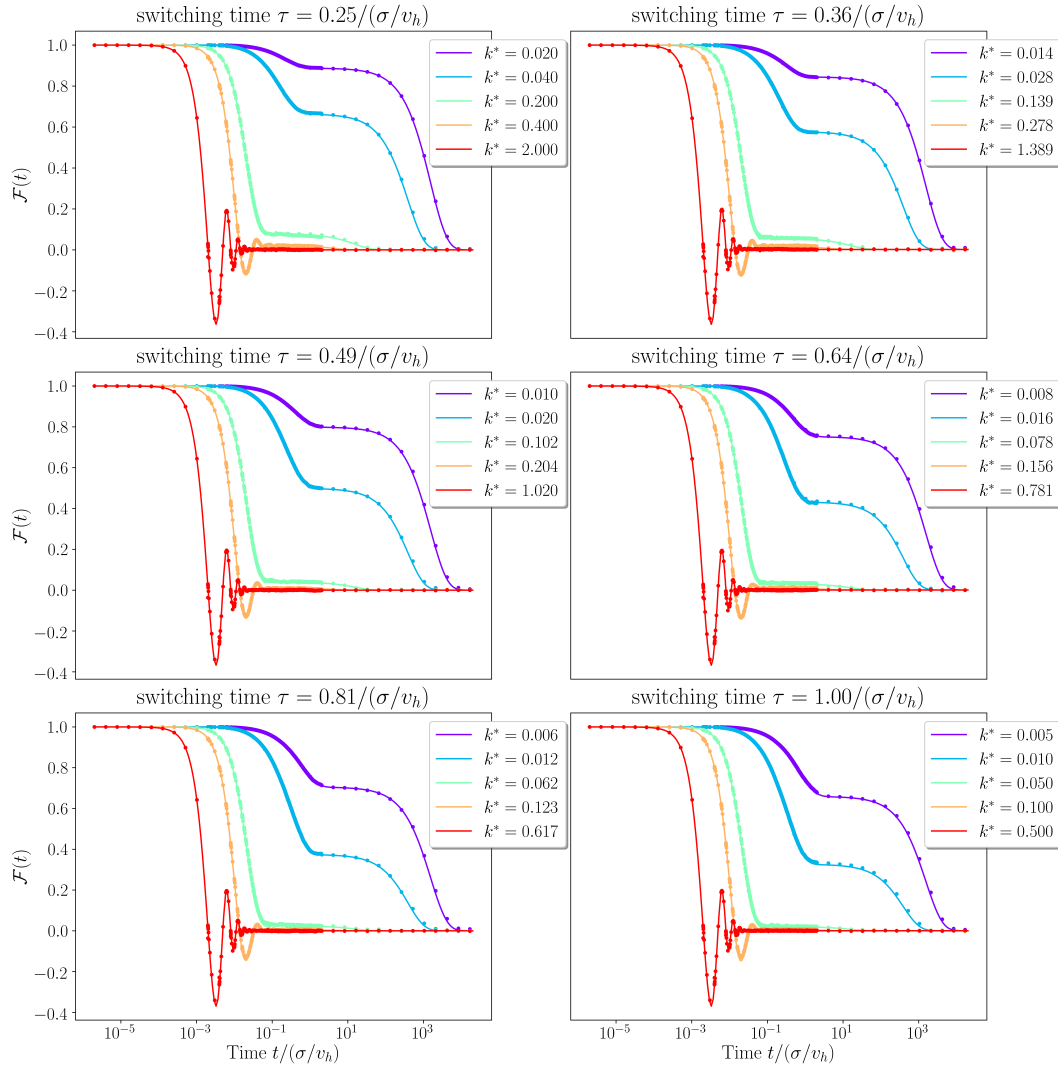 switching time τ = 0.25/(σ/v_h)
switching time τ = 0.36/(σ/v_h)
1.0
0.8
0.6
0.4
0.2
0.0
−0.2
−0.4
F(t)
k* = 0.020
k* = 0.040
k* = 0.200
k* = 0.400
k* = 2.000
k* = 0.014
k* = 0.028
k* = 0.139
k* = 0.278
k* = 1.389
switching time τ = 0.49/(σ/v_h)
switching time τ = 0.64/(σ/v_h)
1.0
0.8
0.6
0.4
0.2
0.0
−0.2
−0.4
F(t)
k* = 0.010
k* = 0.020
k* = 0.102
k* = 0.204
k* = 1.020
k* = 0.008
k* = 0.016
k* = 0.078
k* = 0.156
k* = 0.781
switching time τ = 0.81/(σ/v_h)
switching time τ = 1.00/(σ/v_h)
1.0
0.8
0.6
0.4
0.2
0.0
−0.2
−0.4
F(t)
k* = 0.006
k* = 0.012
k* = 0.062
k* = 0.123
k* = 0.617
k* = 0.005
k* = 0.010
k* = 0.050
k* = 0.100
k* = 0.500
10⁻⁵ 10⁻³ 10⁻¹ 10¹ 10³
Time t/(σ/v_h)
10⁻⁵ 10⁻³ 10⁻¹ 10¹ 10³
Time t/(σ/v_h)